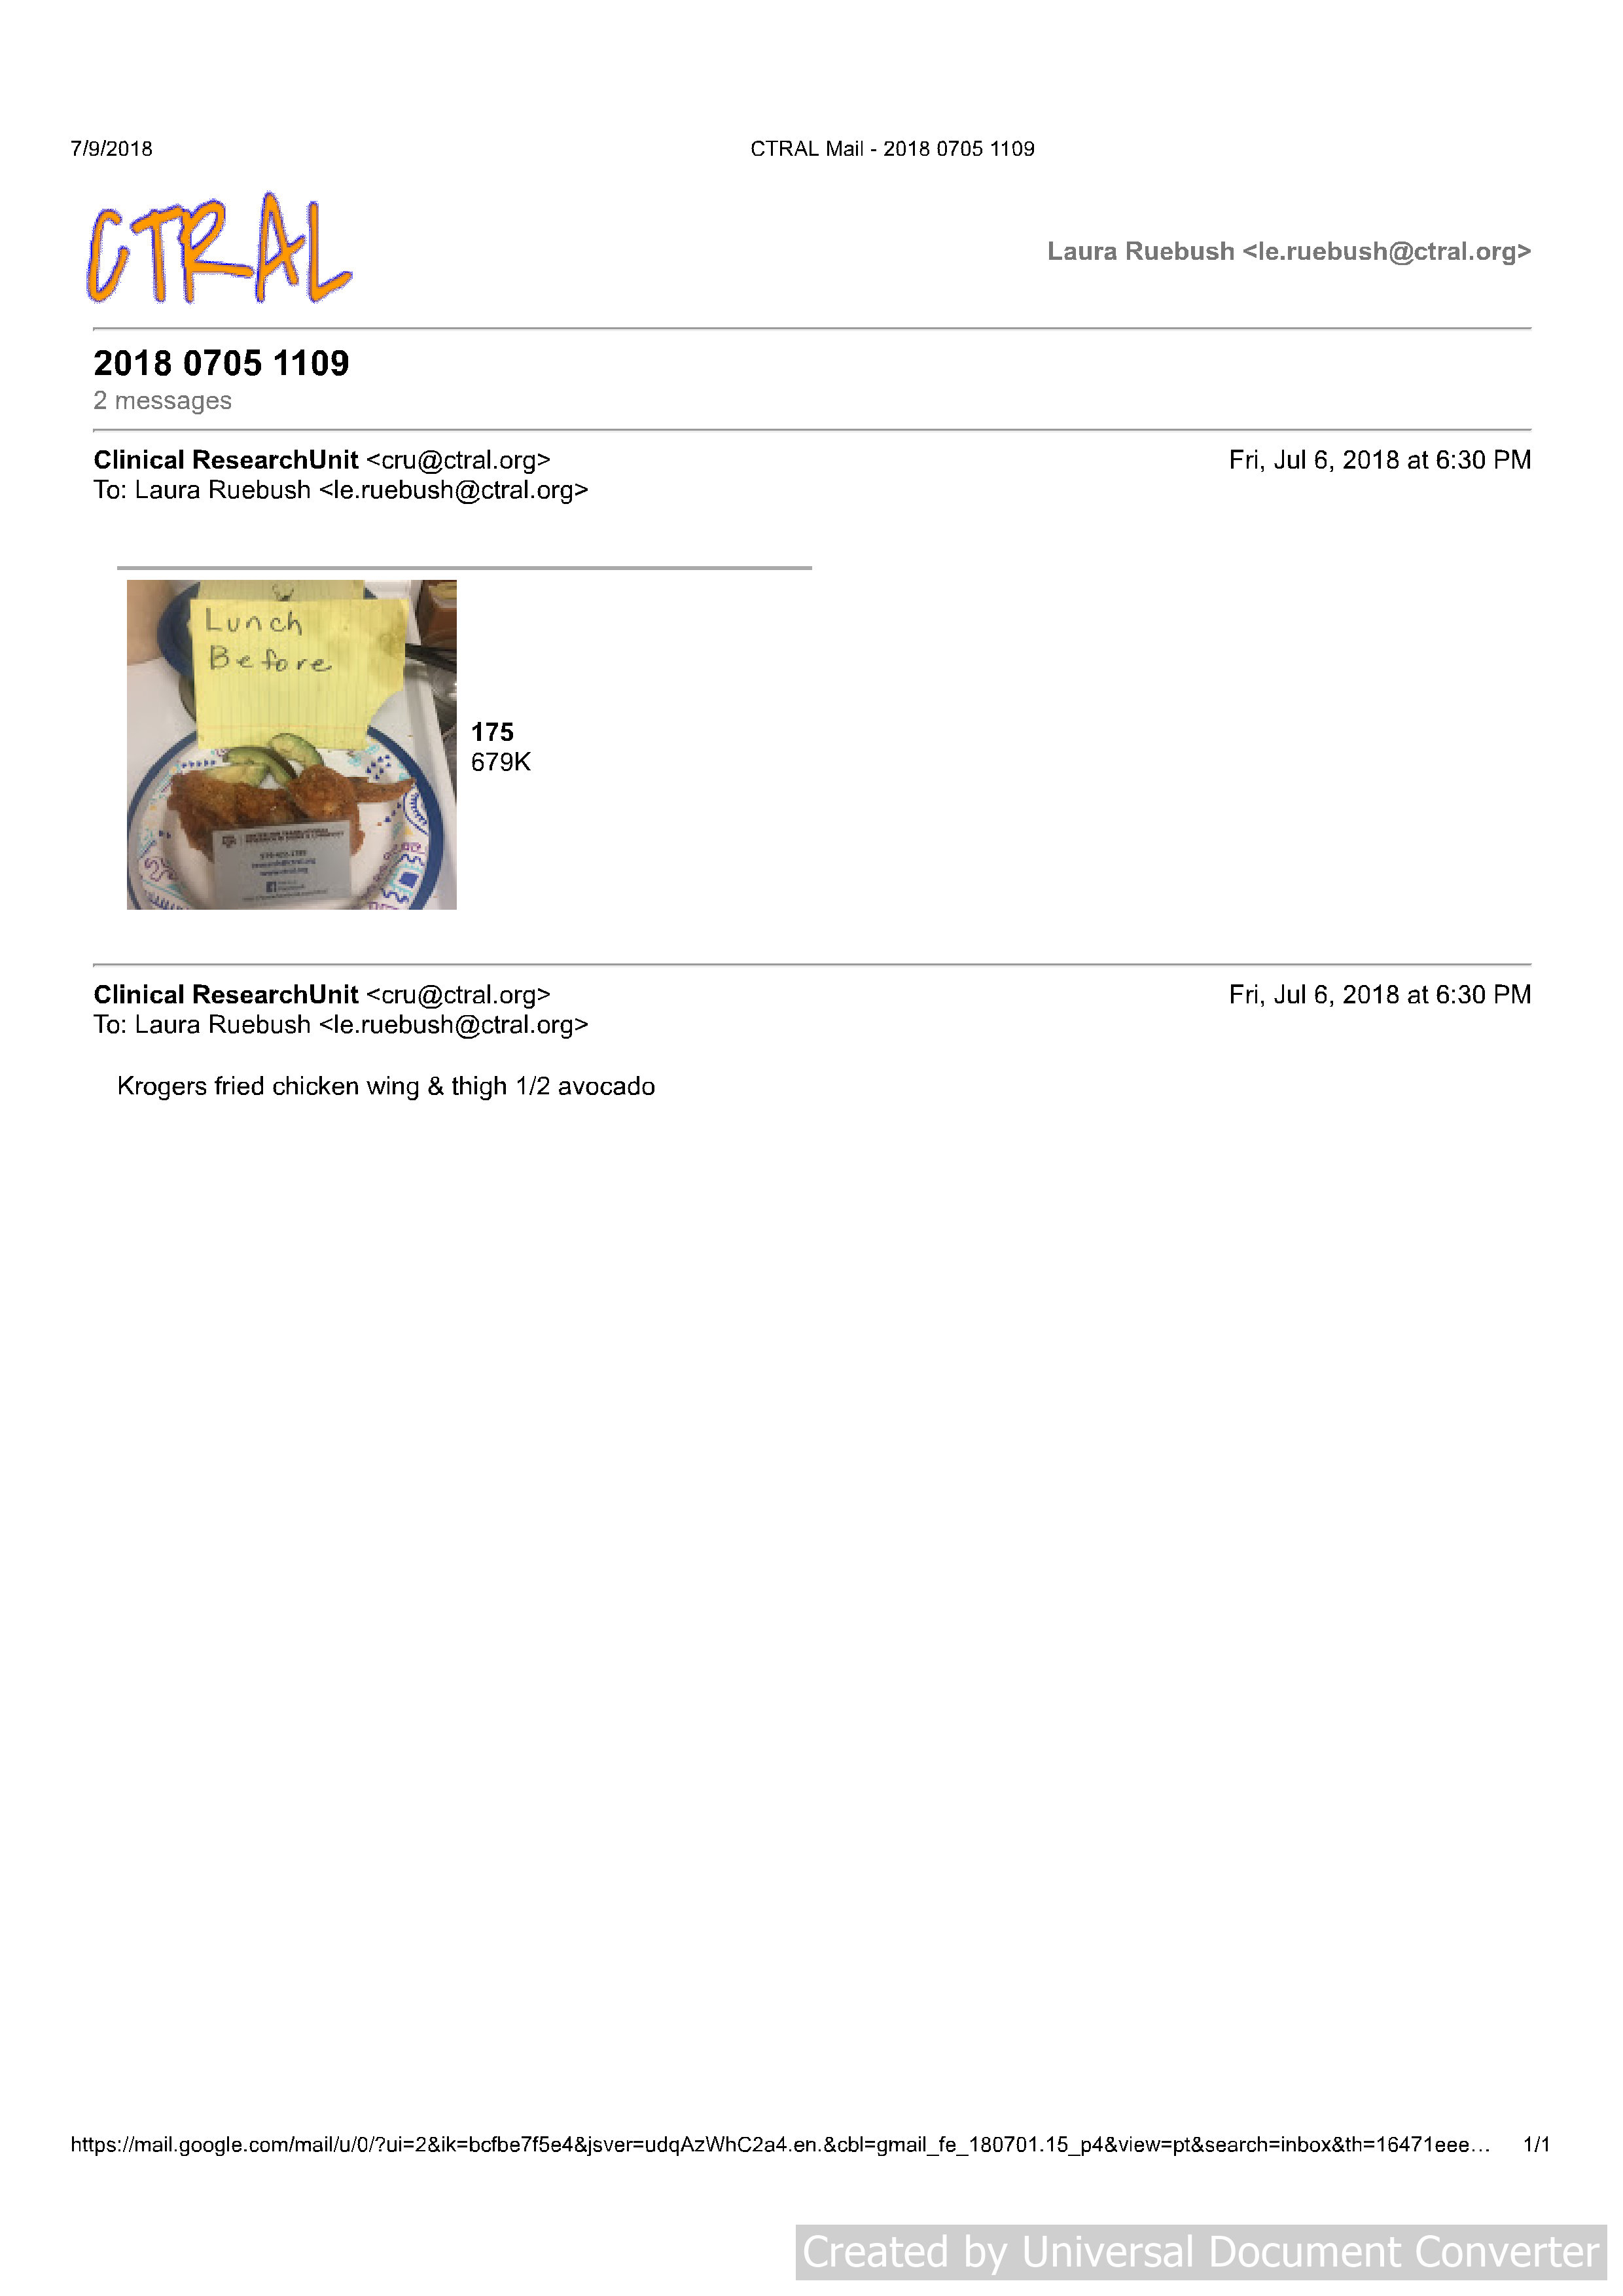 7/9/2018
CTRAL Mail - 2018 0705 1109
CTRAL
Laura Ruebush <le.ruebush@ctral.org>
2018 0705 1109
2 messages
Clinical ResearchUnit <cru@ctral.org>
Fri, Jul 6, 2018 at 6:30 PM
To: Laura Ruebush <le.ruebush@ctral.org>
Lunch
Before
175
679K
Clinical ResearchUnit <cru@ctral.org>
Fri, Jul 6, 2018 at 6:30 PM
To: Laura Ruebush <le.ruebush@ctral.org>
Krogers fried chicken wing & thigh 1/2 avocado
https://mail.google.com/mail/u/0/?ui=2&ik=bcfbe7f5e4&jsver=udqAzWhC2a4.en.&cbl=gmail_fe_180701.15_p4&view=pt&search=inbox&th=16471eee…
1/1
Created by Universal Document Converter